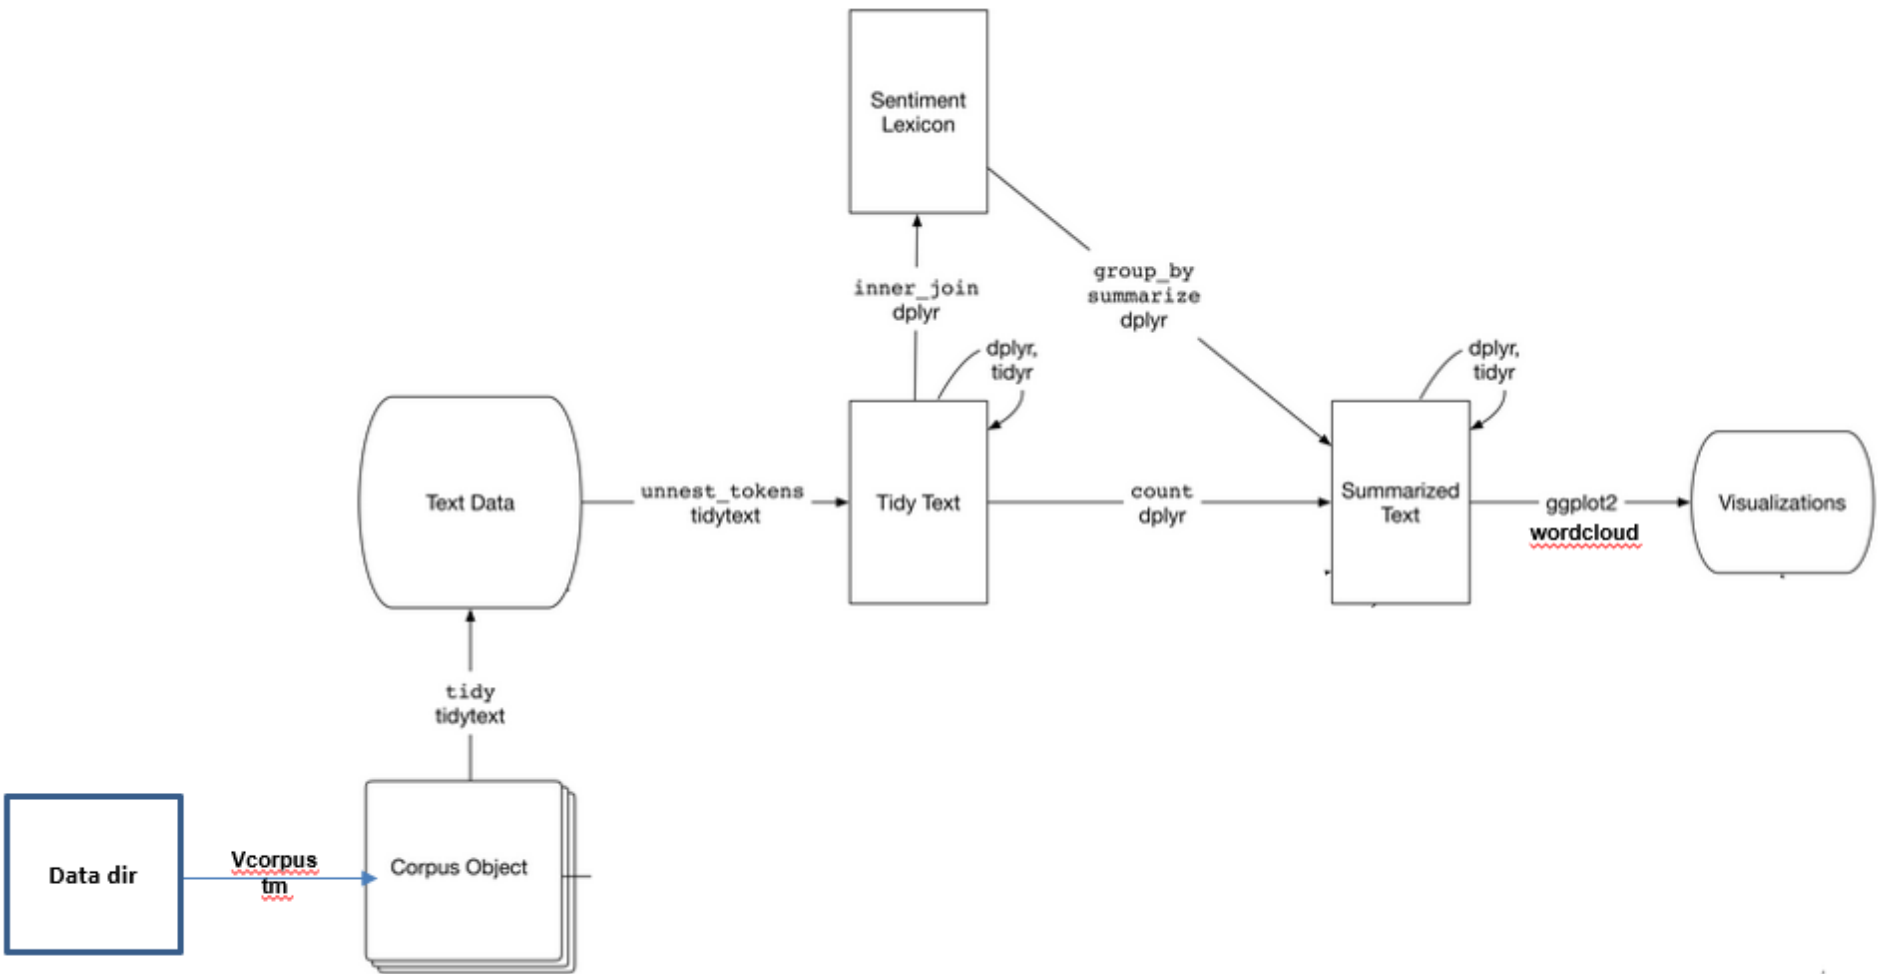 Sentiment
Lexicon
inner_join
dplyr
group_by
summarize
dplyr
dplyr,
tidyr
dplyr,
tidyr
Text Data
unnest_tokens
tidytext
Tidy Text
count
dplyr
Summarized
Text
ggplot2
wordcloud
Visualizations
tidy
tidytext
Data dir
Vcorpus
tm
Corpus Object